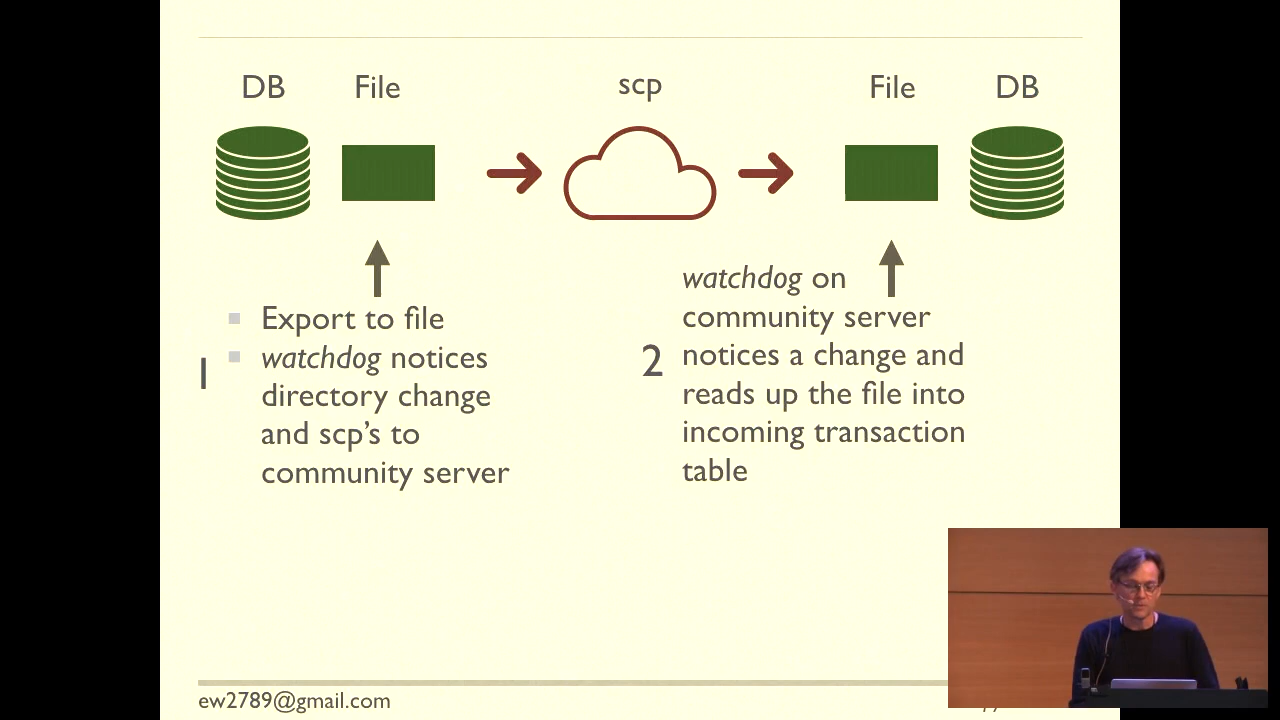 DB File scp File DB
Export to file
watchdog notices
directory change
and scp's to
community server
1
watchdog on
community server
notices a change and
reads up the file into
incoming transaction
table
2
ew2789@gmail.com